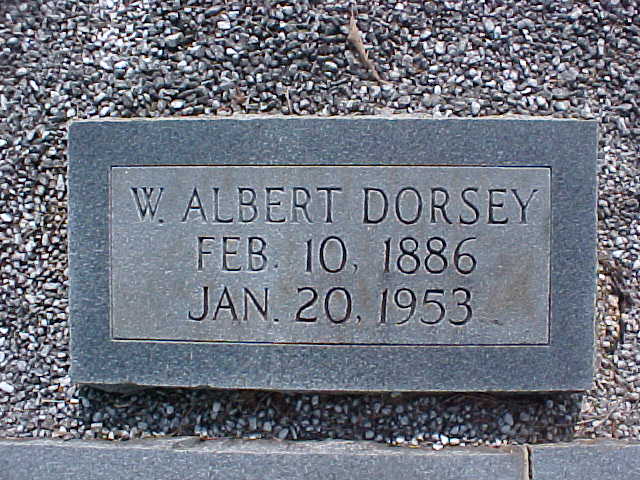 W. ALBERT DORSEY
FEB. 10, 1886
JAN. 20, 1953